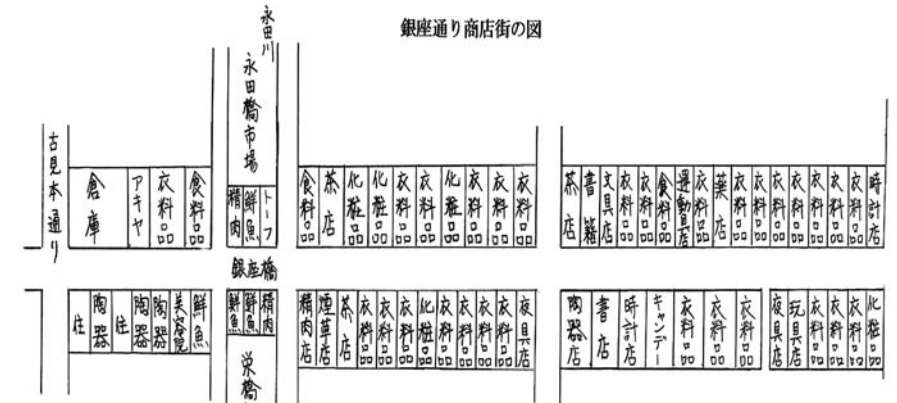 銀座通り商店街の図
永田川
永田橋市場
古見本通り
倉庫
アキヤ
衣料品
食料品
精肉
鮮魚
トーフ
食料品
茶店
化粧品
化粧品
衣料品
衣料品
化粧品
衣料品
衣料品
衣料品
茶店
書籍
文具店
衣料品
衣料品
食料品
運動具店
衣料品
薬店
衣料品
衣料品
衣料品
衣料品
衣料品
衣料品
時計店
銀座橋
住
陶器
住
陶器
陶器
美容院
鮮魚
鮮魚
鮮魚
精肉
栄橋
精肉店
煙草店
茶店
衣料品
衣料品
衣料品
化粧品
衣料品
衣料品
衣料品
衣料品
夜具店
陶器店
書店
時計店
キャンデー
衣料品
衣料品
衣料品
夜具店
玩具店
衣料品
衣料品
衣料品
化品